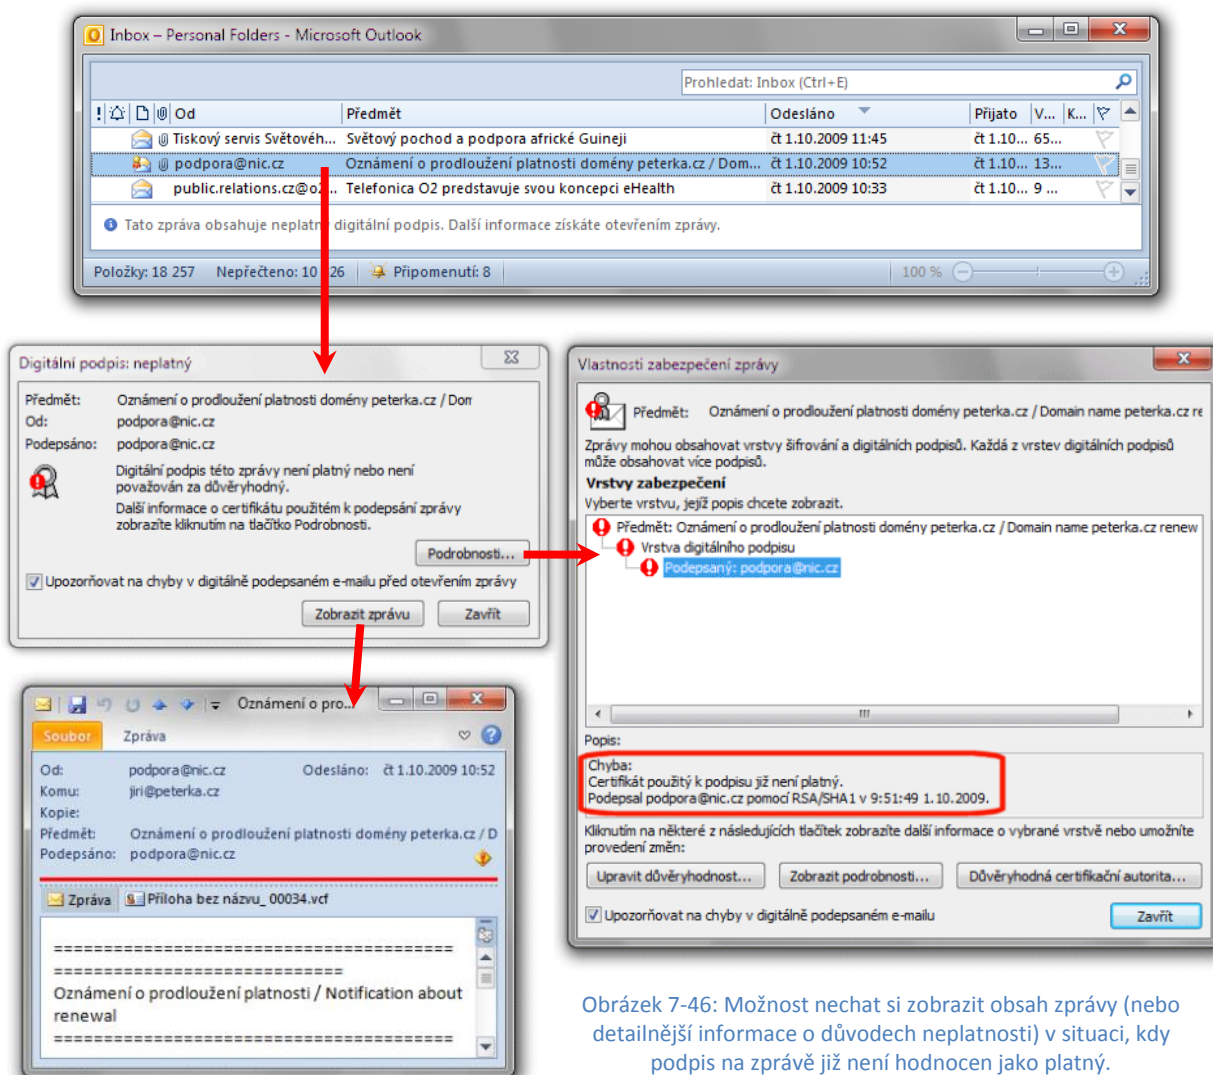 Inbox – Personal Folders - Microsoft Outlook
Prohledat: Inbox (Ctrl+E)
! Od Předmět Odesláno Přijato V... K...
Tiskový servis Světovéh... Světový pochod a podpora africké Guineji čt 1.10.2009 11:45 čt 1.10... 65...
podpora@nic.cz Oznámení o prodloužení platnosti domény peterka.cz / Dom... čt 1.10.2009 10:52 čt 1.10... 13...
public.relations.cz@o2... Telefonica O2 představuje svou koncepci eHealth čt 1.10.2009 10:33 čt 1.10... 9 ...
Tato zpráva obsahuje neplatný digitální podpis. Další informace získáte otevřením zprávy.
Položky: 18 257 Nepřečteno: 10 26 Připomenutí: 8 100 %
Digitální podpis: neplatný
Předmět: Oznámení o prodloužení platnosti domény peterka.cz / Dom
Od: podpora@nic.cz
Podepsáno: podpora@nic.cz
Digitální podpis této zprávy není platný nebo není
považován za důvěryhodný.
Další informace o certifikátu použitém k podepsání zprávy
zobrazíte kliknutím na tlačítko Podrobnosti.
Podrobnosti...
Upozorňovat na chyby v digitálně podepsaném e-mailu před otevřením zprávy
Zobrazit zprávu Zavřít
Vlastnosti zabezpečení zprávy
Předmět: Oznámení o prodloužení platnosti domény peterka.cz / Domain name peterka.cz re
Zprávy mohou obsahovat vrstvy šifrování a digitálních podpisů. Každá z vrstev digitálních podpisů
může obsahovat více podpisů.
Vrstvy zabezpečení
Vyberte vrstvu, jejíž popis chcete zobrazit.
Předmět: Oznámení o prodloužení platnosti domény peterka.cz / Domain name peterka.cz renew
Vrstva digitálního podpisu
Podepsaný: podpora@nic.cz
Popis:
Chyba:
Certifikát použitý k podpisu již není platný.
Podepsal podpora@nic.cz pomocí RSA/SHA1 v 9:51:49 1.10.2009.
Kliknutím na některé z následujících tlačítek zobrazíte další informace o vybrané vrstvě nebo umožníte
provedení změn:
Upravit důvěryhodnost... Zobrazit podrobnosti... Důvěryhodná certifikační autorita...
Upozorňovat na chyby v digitálně podepsaném e-mailu Zavřít
Oznámení o pro...
Soubor Zpráva
Od: podpora@nic.cz Odesláno: čt 1.10.2009 10:52
Komu: jiri@peterka.cz
Kopie:
Předmět: Oznámení o prodloužení platnosti domény peterka.cz / D
Podepsáno: podpora@nic.cz
Zpráva Příloha bez názvu_ 00034.vcf
==========================================
==============================
Oznámení o prodloužení platnosti / Notification about
renewal
==========================================
Obrázek 7-46: Možnost nechat si zobrazit obsah zprávy (nebo
detailnější informace o důvodech neplatnosti) v situaci, kdy
podpis na zprávě již není hodnocen jako platný.